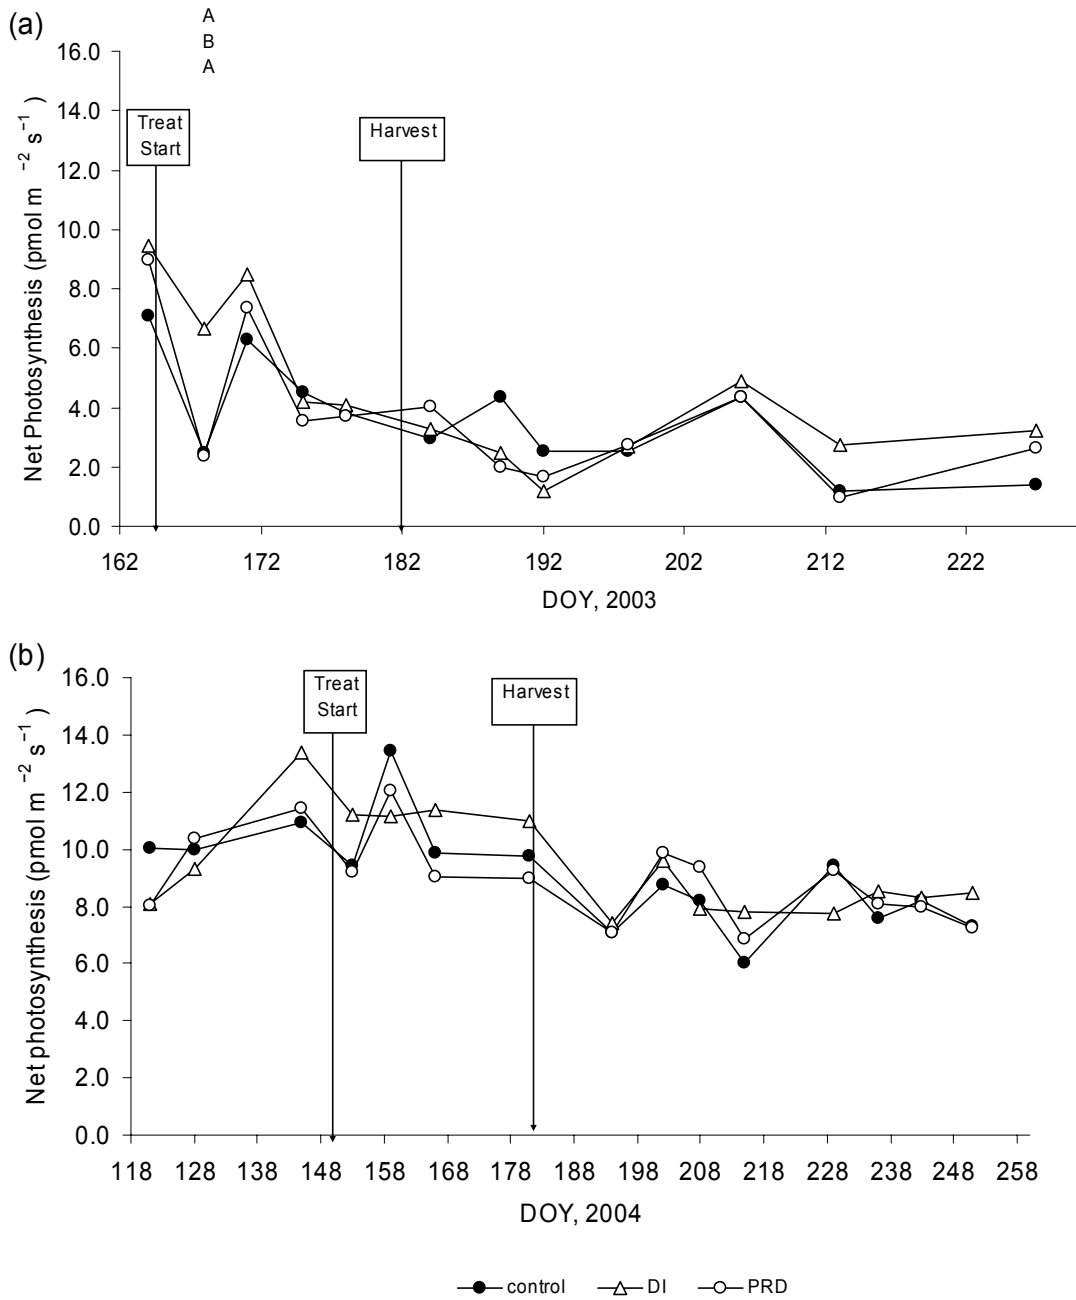 (a)
A
B
A
16.0
14.0
12.0
10.0
8.0
6.0
4.0
2.0
0.0
Net Photosynthesis (pmol m⁻² s⁻¹)
Treat
Start
Harvest
162 172 182 192 202 212 222
DOY, 2003
(b)
16.0
14.0
12.0
10.0
8.0
6.0
4.0
2.0
0.0
Net photosynthesis (pmol m⁻² s⁻¹)
Treat
Start
Harvest
118 128 138 148 158 168 178 188 198 208 218 228 238 248 258
DOY, 2004
control DI PRD